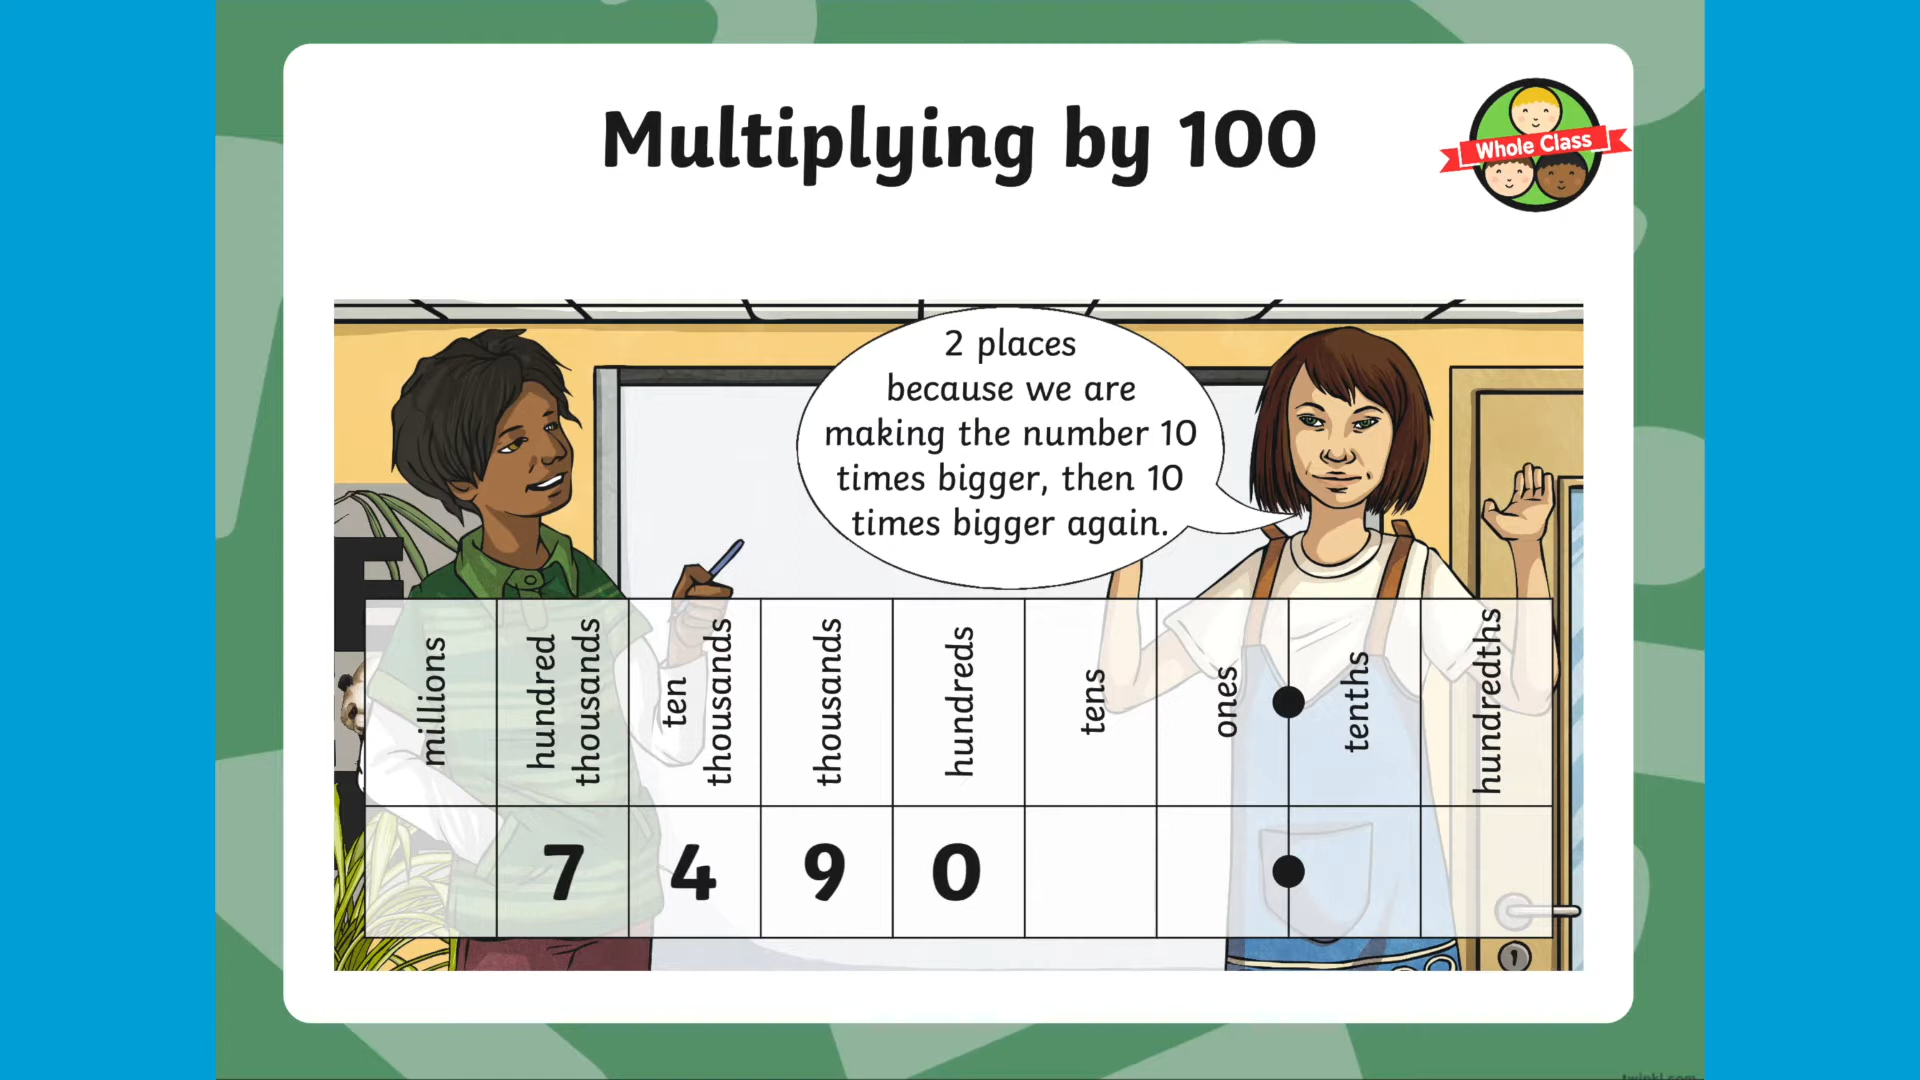 Multiplying by 100
Whole Class
2 places
because we are
making the number 10
times bigger, then 10
times bigger again.
millions
hundred
thousands
ten
thousands
thousands
hundreds
tens
ones
tenths
hundredths
7 4 9 0